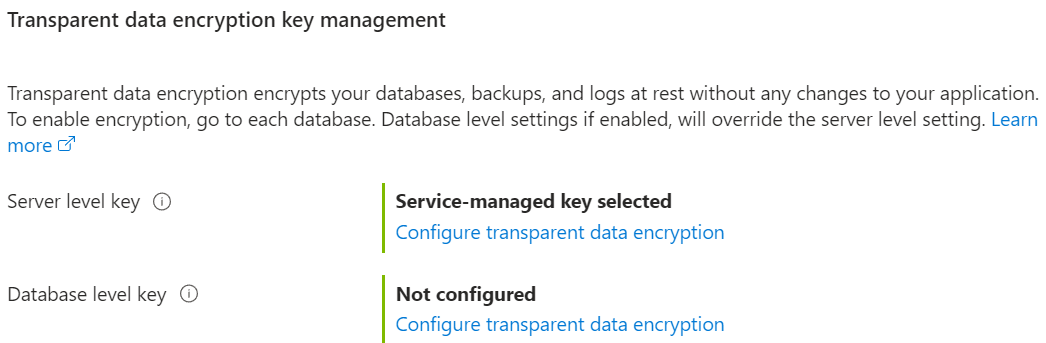 Transparent data encryption key management
Transparent data encryption encrypts your databases, backups, and logs at rest without any changes to your application.
To enable encryption, go to each database. Database level settings if enabled, will override the server level setting. Learn
more
Server level key
Service-managed key selected
Configure transparent data encryption
Database level key
Not configured
Configure transparent data encryption